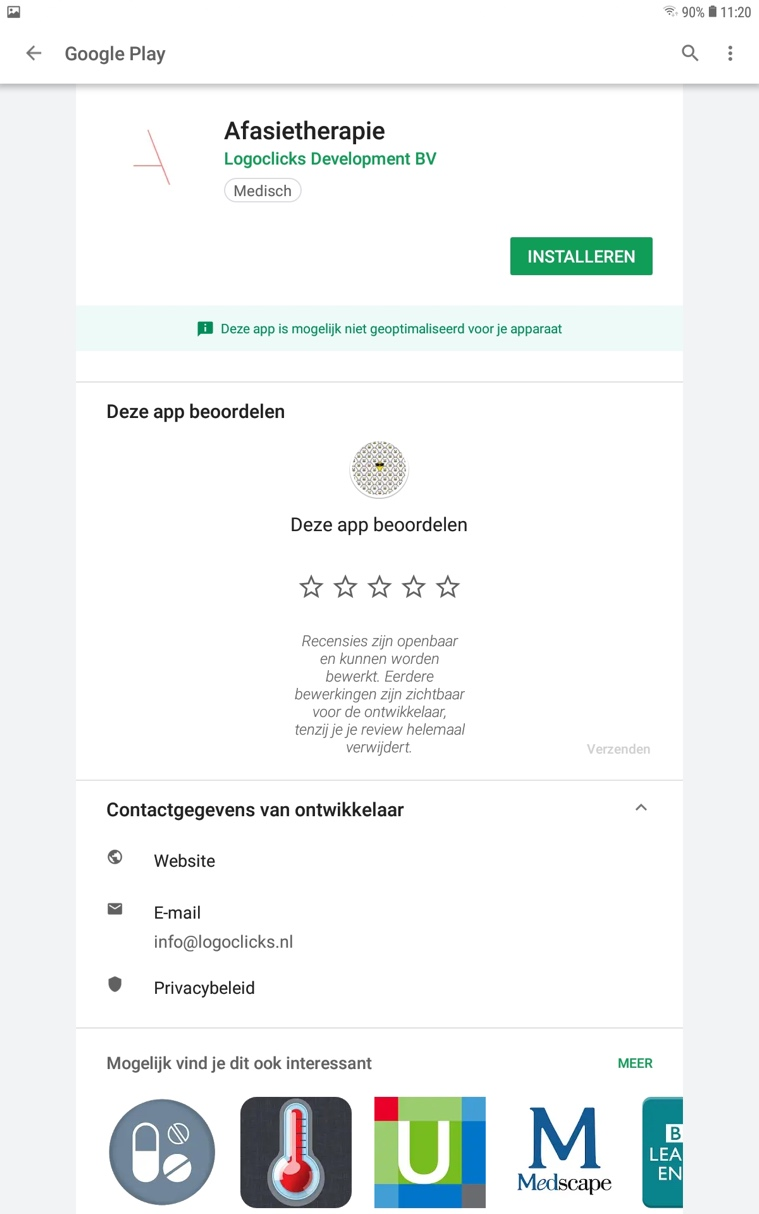 90% 11:20
Google Play
Afasietherapie
Logoclicks Development BV
Medisch
INSTALLEREN
Deze app is mogelijk niet geoptimaliseerd voor je apparaat
Deze app beoordelen
Deze app beoordelen
Recensies zijn openbaar
en kunnen worden
bewerkt. Eerdere
bewerkingen zijn zichtbaar
voor de ontwikkelaar,
tenzij je je review helemaal
verwijdert.
Verzenden
Contactgegevens van ontwikkelaar
Website
E-mail
info@logoclicks.nl
Privacybeleid
Mogelijk vind je dit ook interessant
MEER
U
M
Medscape
B
LEA
EN